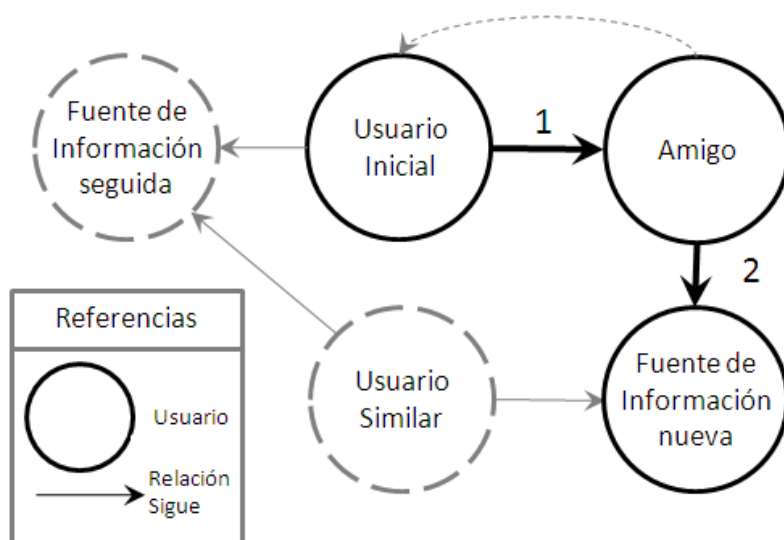 Fuente de
Información
seguida
Usuario
Inicial
1
Amigo
2
Referencias
Usuario
Relación
Sigue
Usuario
Similar
Fuente de
Información
nueva